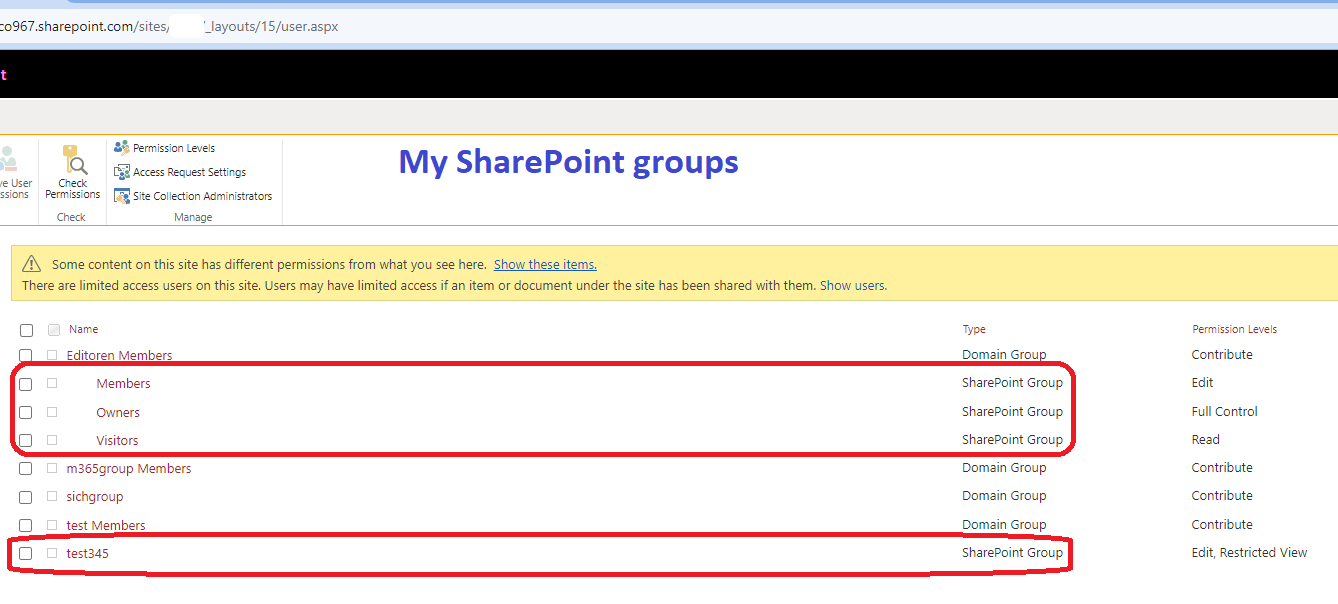 co967.sharepoint.com/sites/ _layouts/15/user.aspx
t
ve User
ssions
Check
Permissions
Check
Permission Levels
Access Request Settings
Site Collection Administrators
Manage
My SharePoint groups
Some content on this site has different permissions from what you see here. Show these items.
There are limited access users on this site. Users may have limited access if an item or document under the site has been shared with them. Show users.
Name Type Permission Levels
Editoren Members Domain Group Contribute
Members SharePoint Group Edit
Owners SharePoint Group Full Control
Visitors SharePoint Group Read
m365group Members Domain Group Contribute
sichgroup Domain Group Contribute
test Members Domain Group Contribute
test345 SharePoint Group Edit, Restricted View